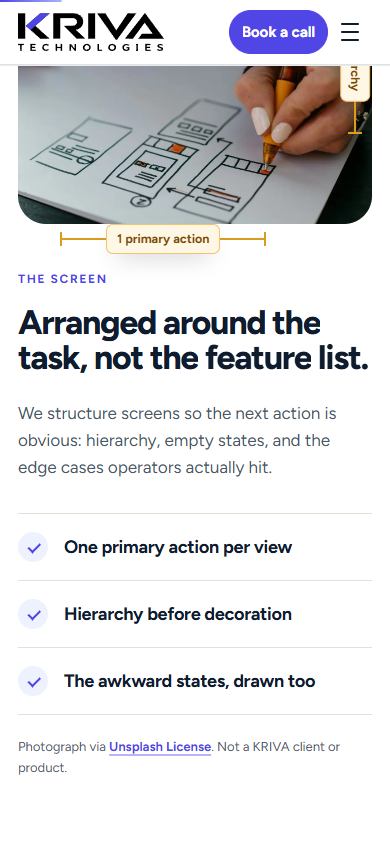 KRIVA
TECHNOLOGIES
Book a call
1 primary action
THE SCREEN
Arranged around the
task, not the feature list.
We structure screens so the next action is
obvious: hierarchy, empty states, and the
edge cases operators actually hit.
One primary action per view
Hierarchy before decoration
The awkward states, drawn too
Photograph via Unsplash License. Not a KRIVA client or
product.